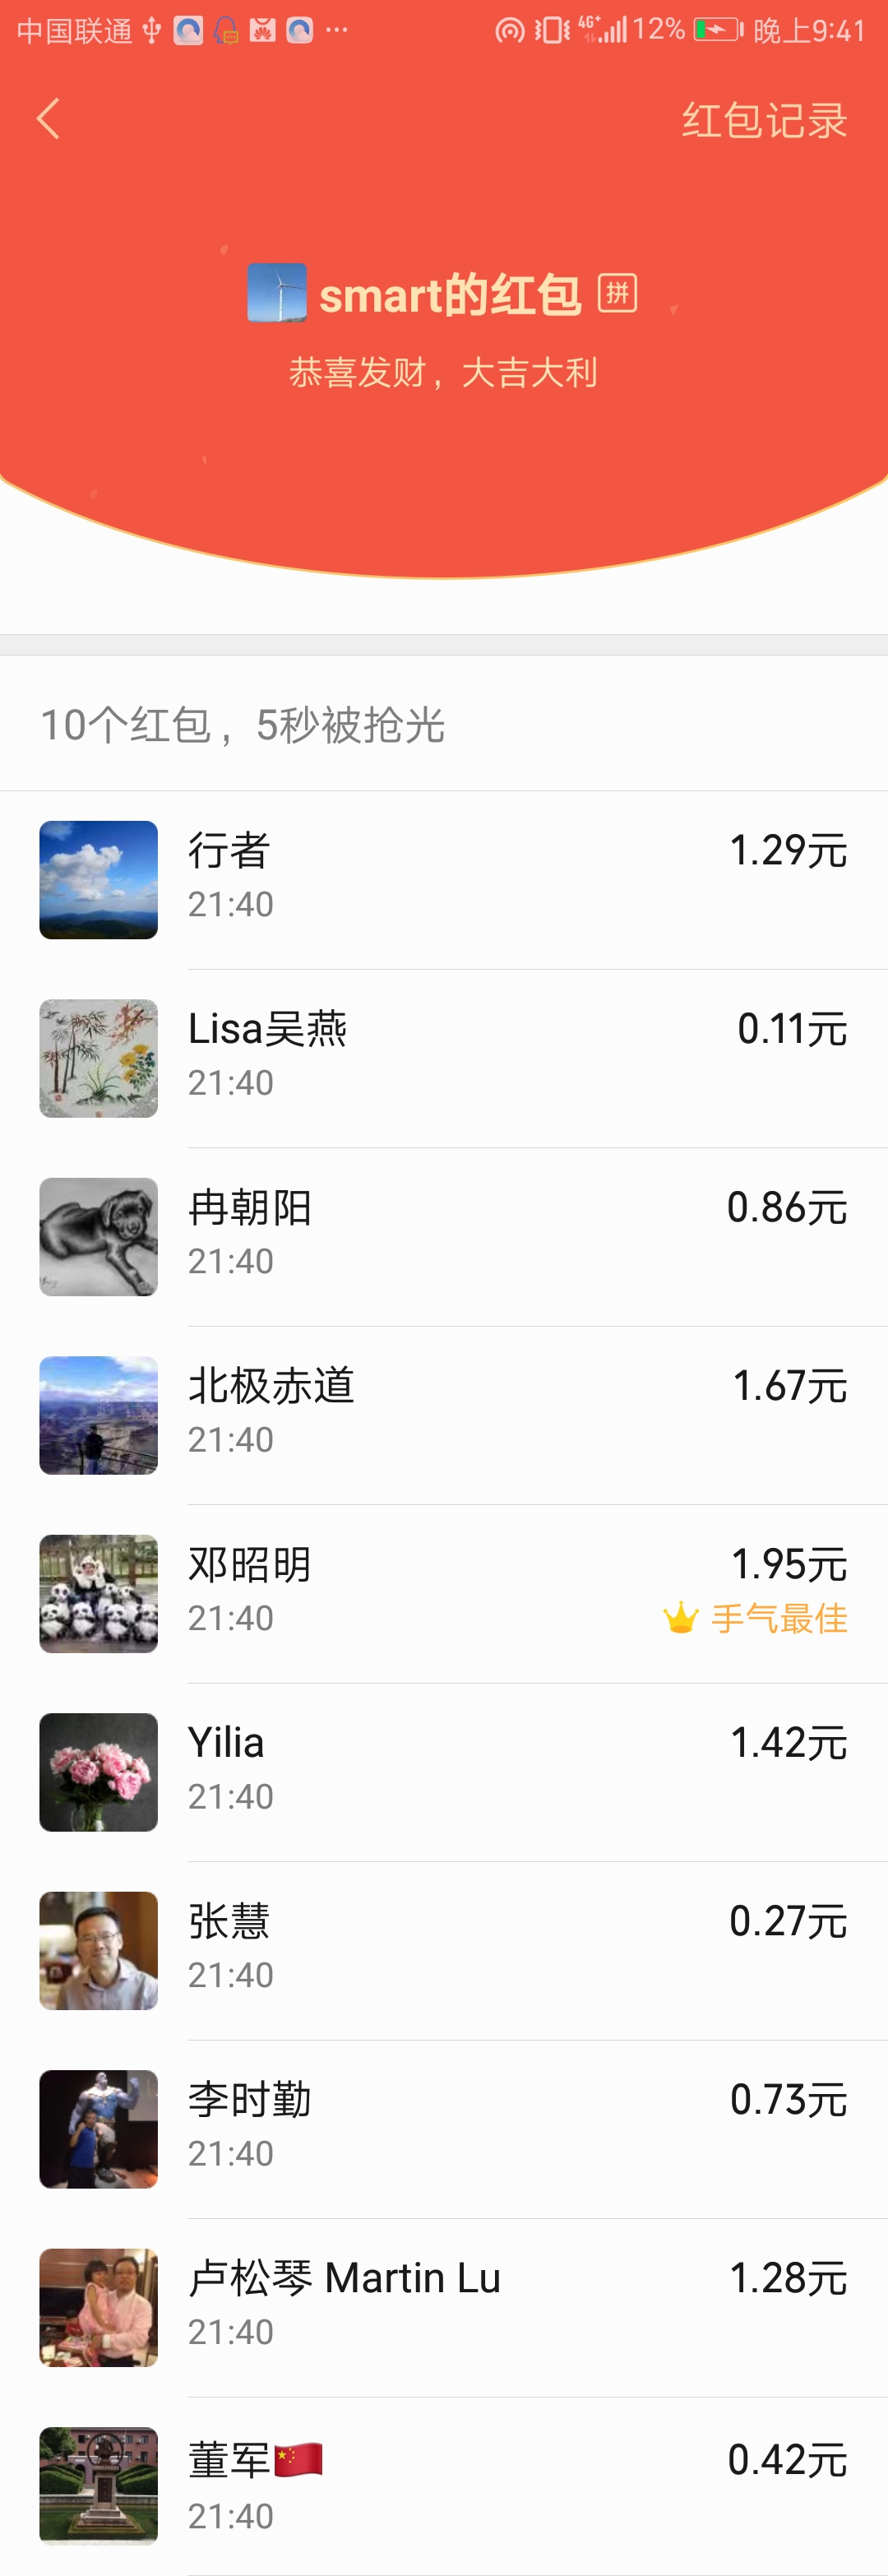 中国联通 4G+ 12% 晚上9:41
红包记录
smart的红包 拼
恭喜发财，大吉大利
10个红包，5秒被抢光
行者 1.29元
21:40
Lisa吴燕 0.11元
21:40
冉朝阳 0.86元
21:40
北极赤道 1.67元
21:40
邓昭明 1.95元
21:40 手气最佳
Yilia 1.42元
21:40
张慧 0.27元
21:40
李时勤 0.73元
21:40
卢松琴 Martin Lu 1.28元
21:40
董军🇨🇳 0.42元
21:40